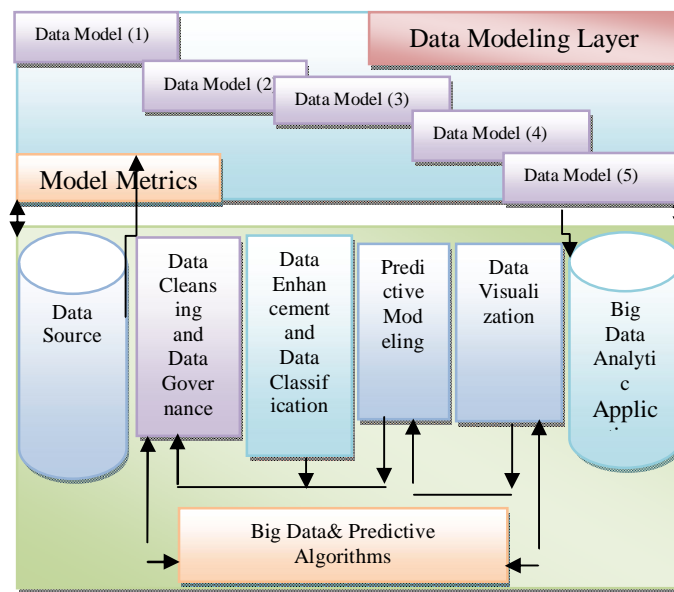 Data Model (1)
Data Modeling Layer
Data Model (2)
Data Model (3)
Data Model (4)
Data Model (5)
Model Metrics
Data
Source
Data
Cleans
ing
and
Data
Gover
nance
Data
Enhan
cement
and
Data
Classif
ication
Predi
ctive
Mod
eling
Data
Visuali
zation
Big
Data
Analyti
c
Applic
Big Data& Predictive
Algorithms